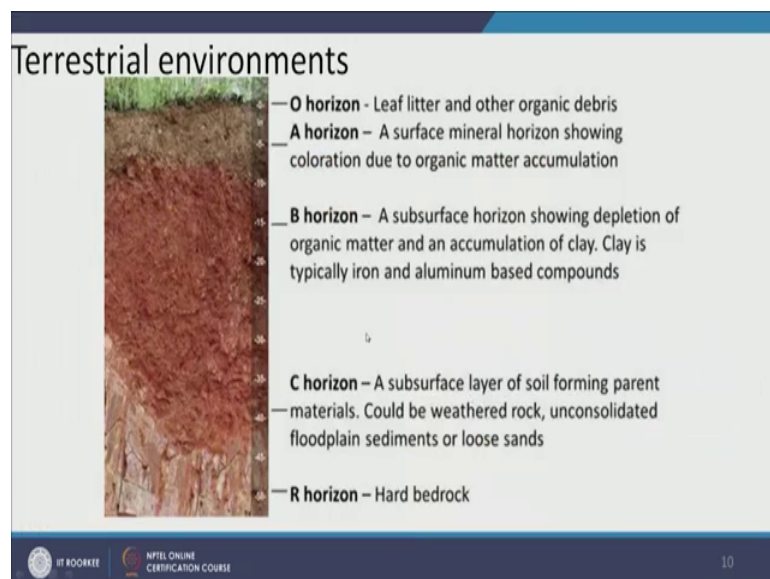 Terrestrial environments
O horizon - Leaf litter and other organic debris
A horizon – A surface mineral horizon showing
coloration due to organic matter accumulation
B horizon – A subsurface horizon showing depletion of
organic matter and an accumulation of clay. Clay is
typically iron and aluminum based compounds
C horizon – A subsurface layer of soil forming parent
materials. Could be weathered rock, unconsolidated
floodplain sediments or loose sands
R horizon – Hard bedrock
IIT ROORKEE
NPTEL ONLINE
CERTIFICATION COURSE
10